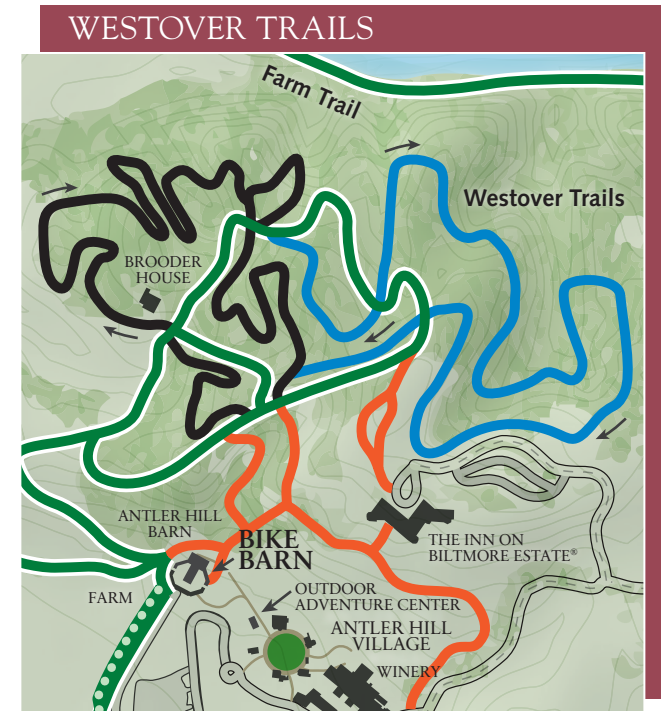 WESTOVER TRAILS
Farm Trail
Westover Trails
BROODER
HOUSE
ANTLER HILL
BARN
BIKE
BARN
THE INN ON
BILTMORE ESTATE®
FARM
OUTDOOR
ADVENTURE CENTER
ANTLER HILL
VILLAGE
WINERY